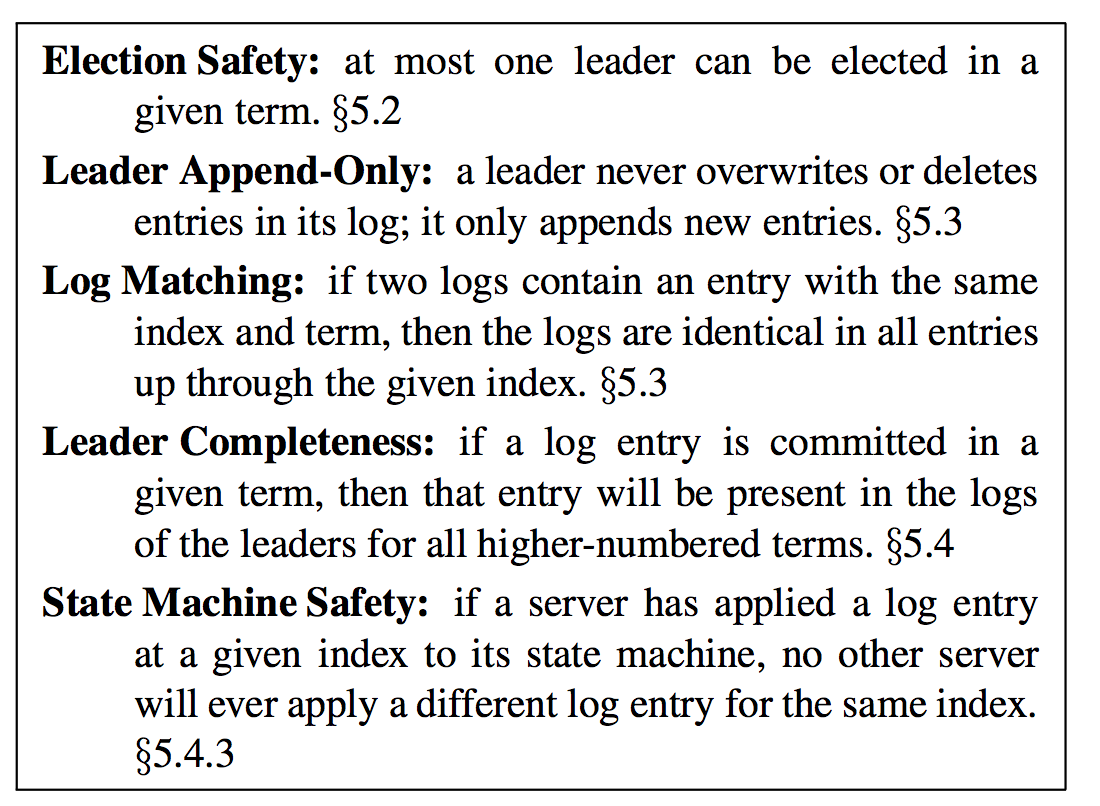 Election Safety: at most one leader can be elected in a
given term. §5.2
Leader Append-Only: a leader never overwrites or deletes
entries in its log; it only appends new entries. §5.3
Log Matching: if two logs contain an entry with the same
index and term, then the logs are identical in all entries
up through the given index. §5.3
Leader Completeness: if a log entry is committed in a
given term, then that entry will be present in the logs
of the leaders for all higher-numbered terms. §5.4
State Machine Safety: if a server has applied a log entry
at a given index to its state machine, no other server
will ever apply a different log entry for the same index.
§5.4.3